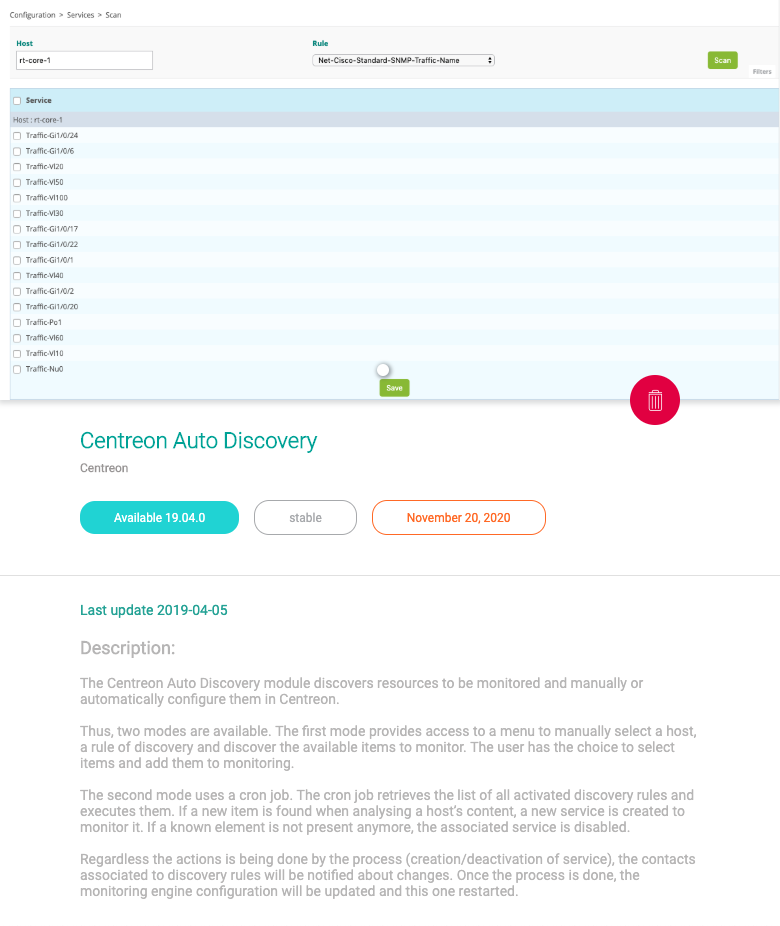 Configuration > Services > Scan
Host
Rule
rt-core-1
Net-Cisco-Standard-SNMP-Traffic-Name
Scan
Filters
Service
Host : rt-core-1
Traffic-Gi1/0/24
Traffic-Gi1/0/6
Traffic-Vl20
Traffic-Vl50
Traffic-Vl100
Traffic-Vl30
Traffic-Gi1/0/17
Traffic-Gi1/0/22
Traffic-Gi1/0/1
Traffic-Vl40
Traffic-Gi1/0/2
Traffic-Gi1/0/20
Traffic-Po1
Traffic-Vl60
Traffic-Vl10
Traffic-Nu0
Save
Centreon Auto Discovery
Centreon
Available 19.04.0
stable
November 20, 2020
Last update 2019-04-05
Description:
The Centreon Auto Discovery module discovers resources to be monitored and manually or
automatically configure them in Centreon.
Thus, two modes are available. The first mode provides access to a menu to manually select a host,
a rule of discovery and discover the available items to monitor. The user has the choice to select
items and add them to monitoring.
The second mode uses a cron job. The cron job retrieves the list of all activated discovery rules and
executes them. If a new item is found when analysing a host's content, a new service is created to
monitor it. If a known element is not present anymore, the associated service is disabled.
Regardless the actions is being done by the process (creation/deactivation of service), the contacts
associated to discovery rules will be notified about changes. Once the process is done, the
monitoring engine configuration will be updated and this one restarted.